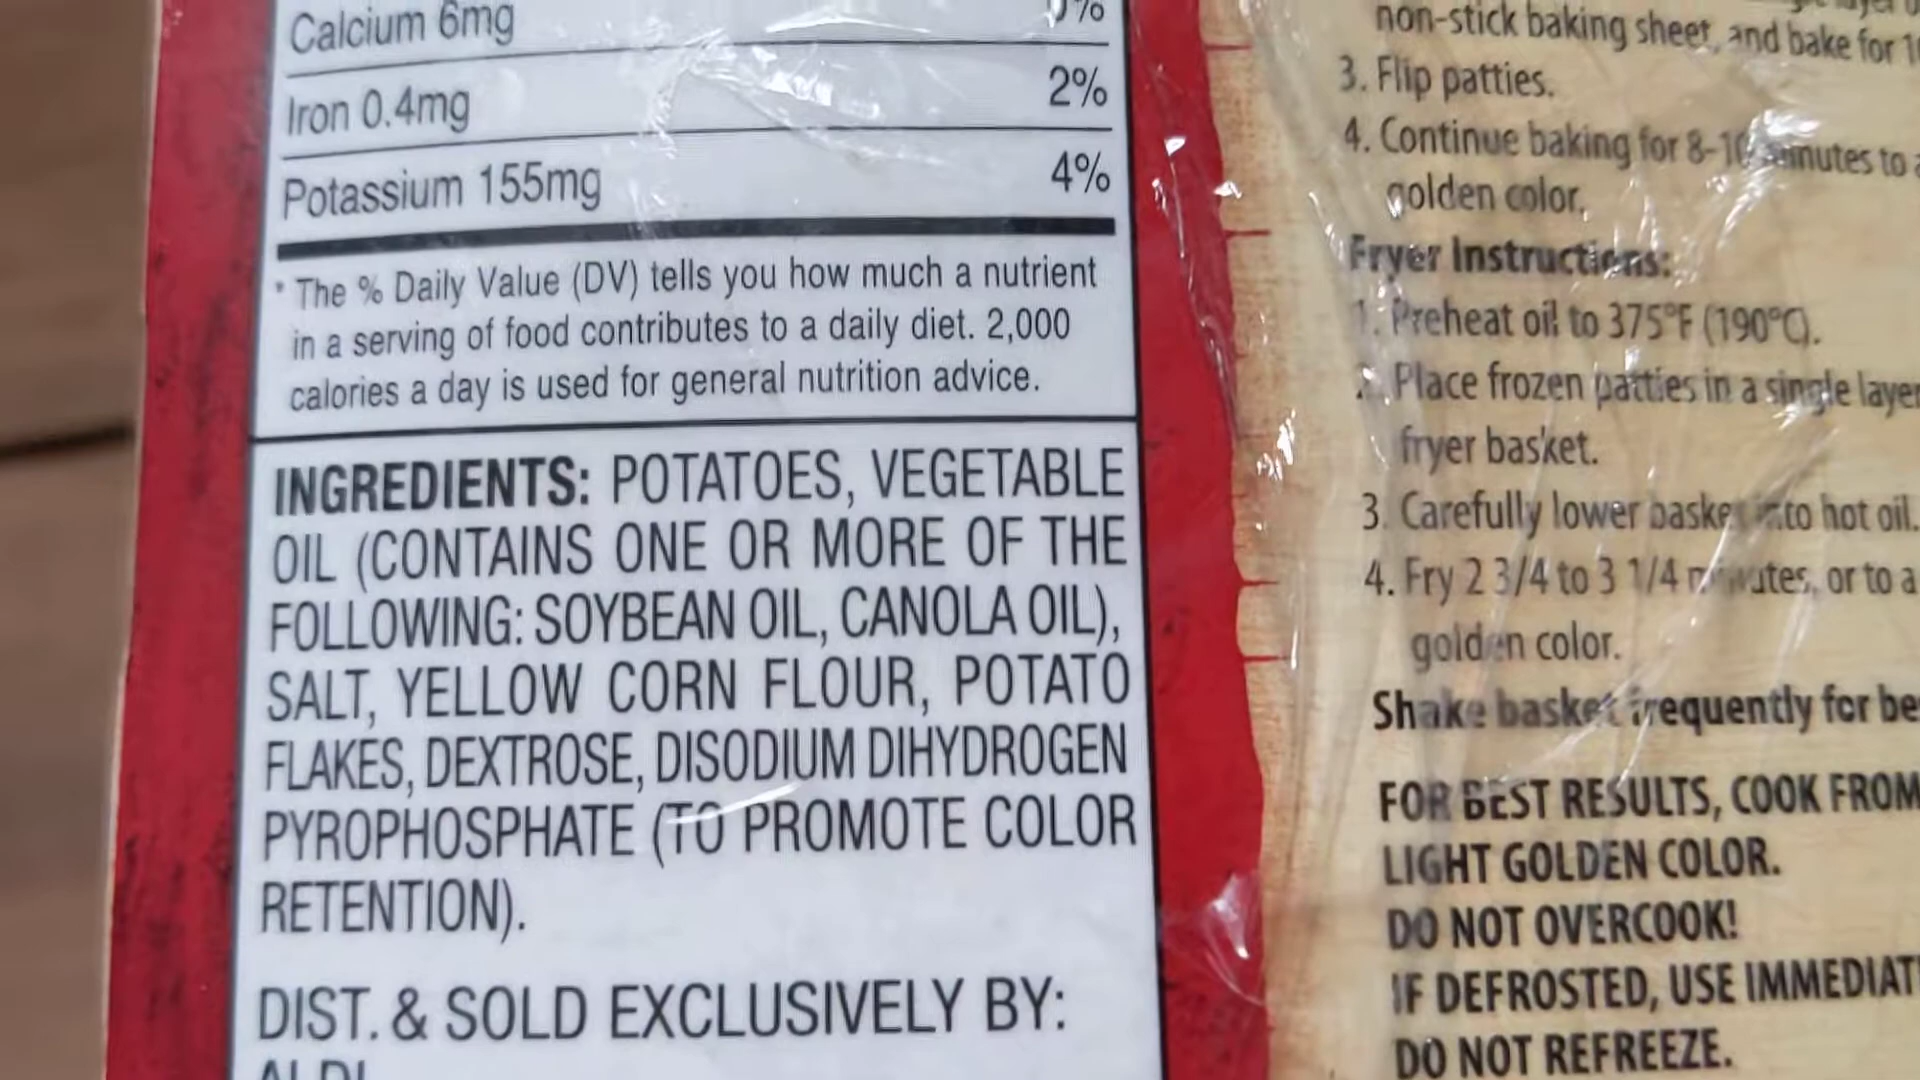 Calcium 6mg
Iron 0.4mg 2%
Potassium 155mg 4%
* The % Daily Value (DV) tells you how much a nutrient
in a serving of food contributes to a daily diet. 2,000
calories a day is used for general nutrition advice.
INGREDIENTS: POTATOES, VEGETABLE
OIL (CONTAINS ONE OR MORE OF THE
FOLLOWING: SOYBEAN OIL, CANOLA OIL),
SALT, YELLOW CORN FLOUR, POTATO
FLAKES, DEXTROSE, DISODIUM DIHYDROGEN
PYROPHOSPHATE (TO PROMOTE COLOR
RETENTION).
DIST. & SOLD EXCLUSIVELY BY:
ALDI
non-stick baking sheet, and bake for
3. Flip patties.
4. Continue baking for 8-10 minutes to
golden color.
Fryer Instructions:
1. Preheat oil to 375°F (190°C).
Place frozen patties in a single layer
fryer basket.
3. Carefully lower basket into hot oil.
4. Fry 2 3/4 to 3 1/4 minutes, or to a
golden color.
Shake basket frequently for
FOR BEST RESULTS, COOK FROM
LIGHT GOLDEN COLOR.
DO NOT OVERCOOK!
IF DEFROSTED, USE
DO NOT REFREEZE.